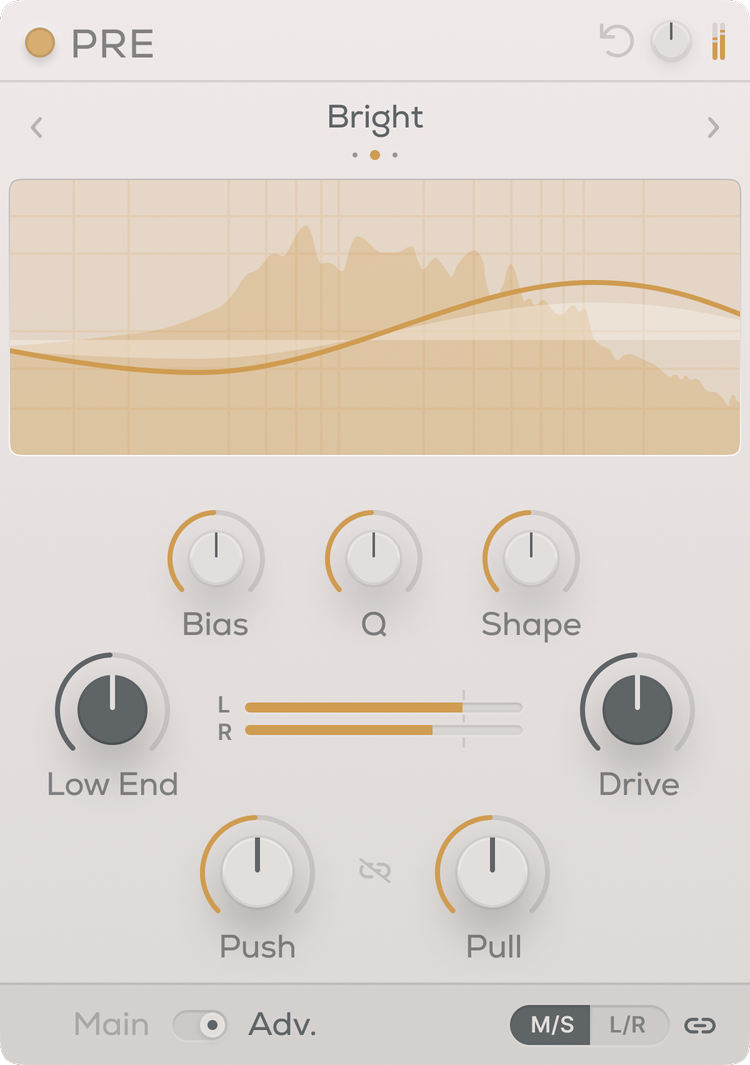 PRE
Bright
Bias Q Shape
L
R
Low End Drive
Push Pull
Main Adv. M/S L/R